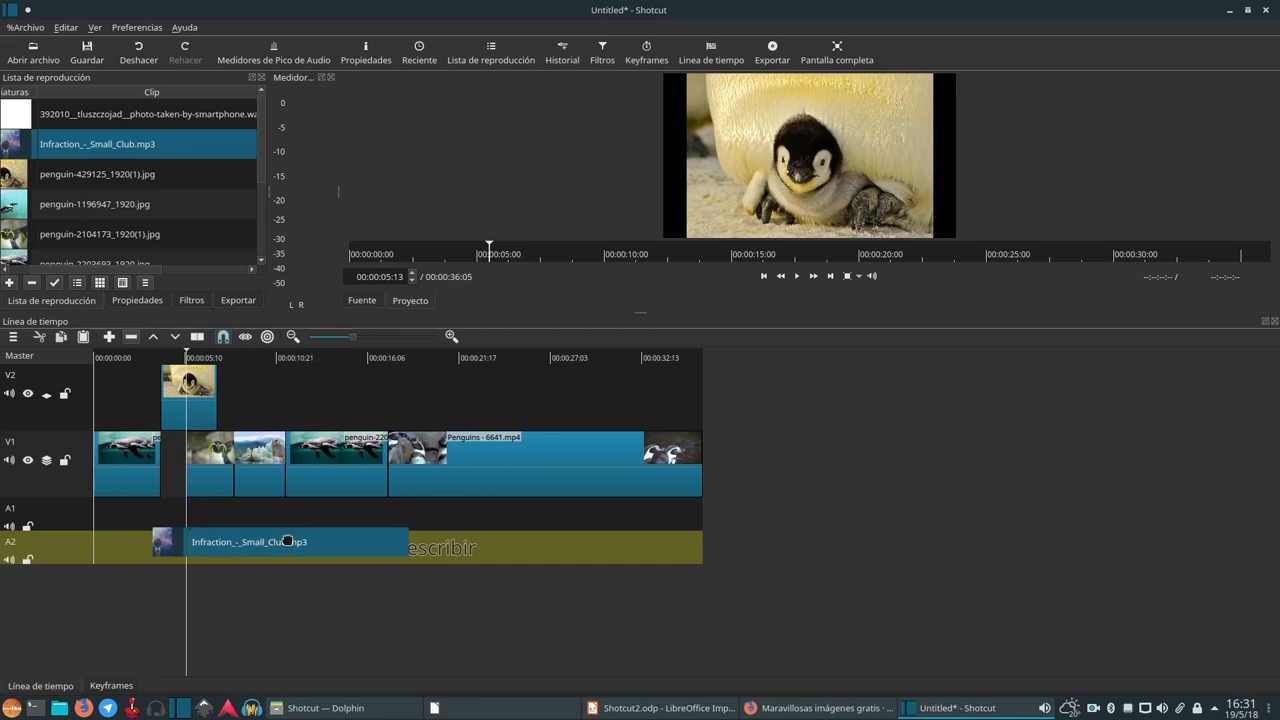 Untitled* - Shotcut
%Archivo Editar Ver Preferencias Ayuda
Abrir archivo Guardar Deshacer Rehacer Medidores de Pico de Audio Propiedades Reciente Lista de reproducción Historial Filtros Keyframes Linea de tiempo Exportar Pantalla completa
Lista de reproducción Medidor...
iaturas Clip
392010__tluszczojad__photo-taken-by-smartphone.wa
Infraction_-_Small_Club.mp3
penguin-429125_1920(1).jpg
penguin-1196947_1920.jpg
penguin-2104173_1920(1).jpg
penguin-2203693_1920.jpg
0
-5
-10
-15
-20
-25
-30
-35
-40
-50
L R
00:00:00:00 00:00:05:00 00:00:10:00 00:00:15:00 00:00:20:00 00:00:25:00 00:00:30:00
00:00:05:13 / 00:00:36:05 --:--:--:-- / --:--:--:--
Fuente Proyecto
Lista de reproducción Propiedades Filtros Exportar
Línea de tiempo
Master 00:00:00:00 00:00:05:10 00:00:10:21 00:00:16:06 00:00:21:17 00:00:27:03 00:00:32:13
V2
V1 pe penguin-220 Penguins - 6641.mp4
A1
A2 Infraction_-_Small_Club.mp3 escribir
Línea de tiempo Keyframes
Shotcut — Dolphin Shotcut2.odp - LibreOffice Imp... Maravillosas imágenes gratis - ... Untitled* - Shotcut 20° 16:31
19/5/18